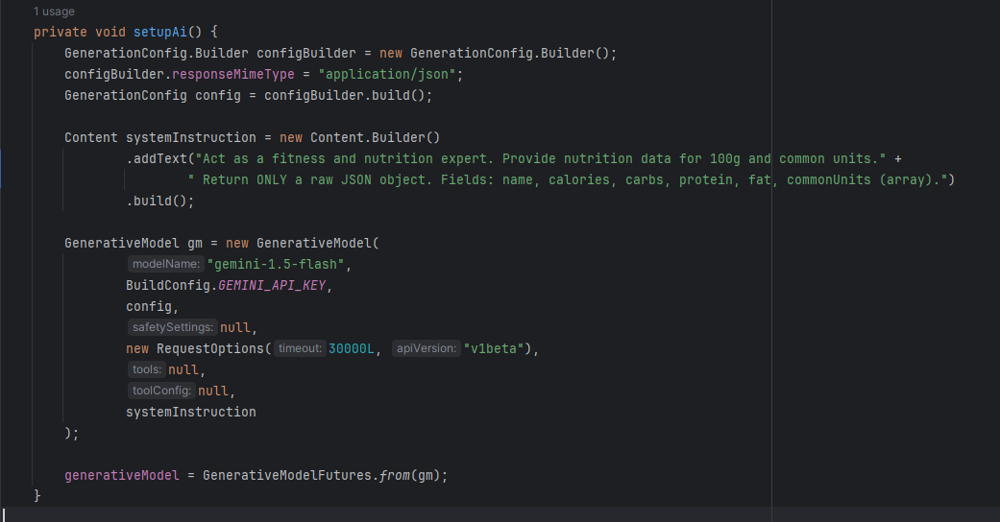 1 usage
private void setupAi() {
GenerationConfig.Builder configBuilder = new GenerationConfig.Builder();
configBuilder.responseMimeType = "application/json";
GenerationConfig config = configBuilder.build();
Content systemInstruction = new Content.Builder()
.addText("Act as a fitness and nutrition expert. Provide nutrition data for 100g and common units." +
" Return ONLY a raw JSON object. Fields: name, calories, carbs, protein, fat, commonUnits (array).")
.build();
GenerativeModel gm = new GenerativeModel(
modelName: "gemini-1.5-flash",
BuildConfig.GEMINI_API_KEY,
config,
safetySettings: null,
new RequestOptions( timeout: 30000L, apiVersion: "v1beta"),
tools: null,
toolConfig: null,
systemInstruction
);
generativeModel = GenerativeModelFutures.from(gm);
}